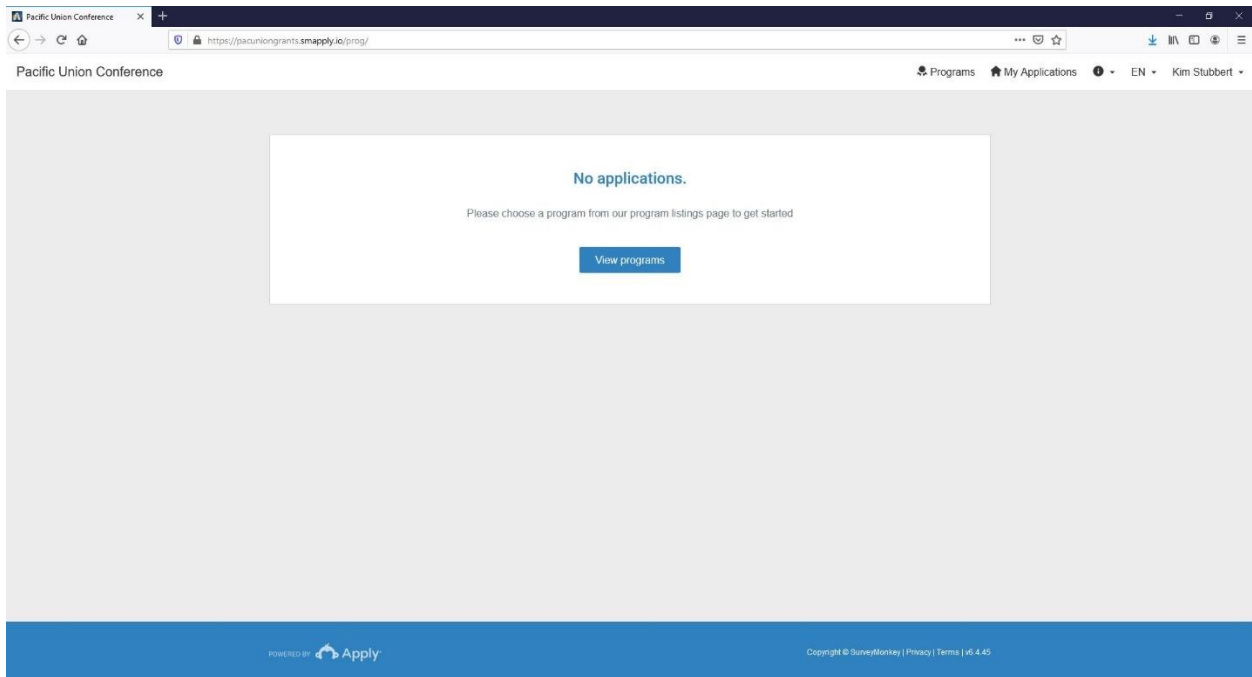 Pacific Union Conference
https://pacuniongrants.smapply.io/prog/
Pacific Union Conference
Programs
My Applications
EN
Kim Stubbert
No applications.
Please choose a program from our program listings page to get started
View programs
POWERED BY Apply
Copyright © SurveyMonkey | Privacy | Terms | v6.4.45